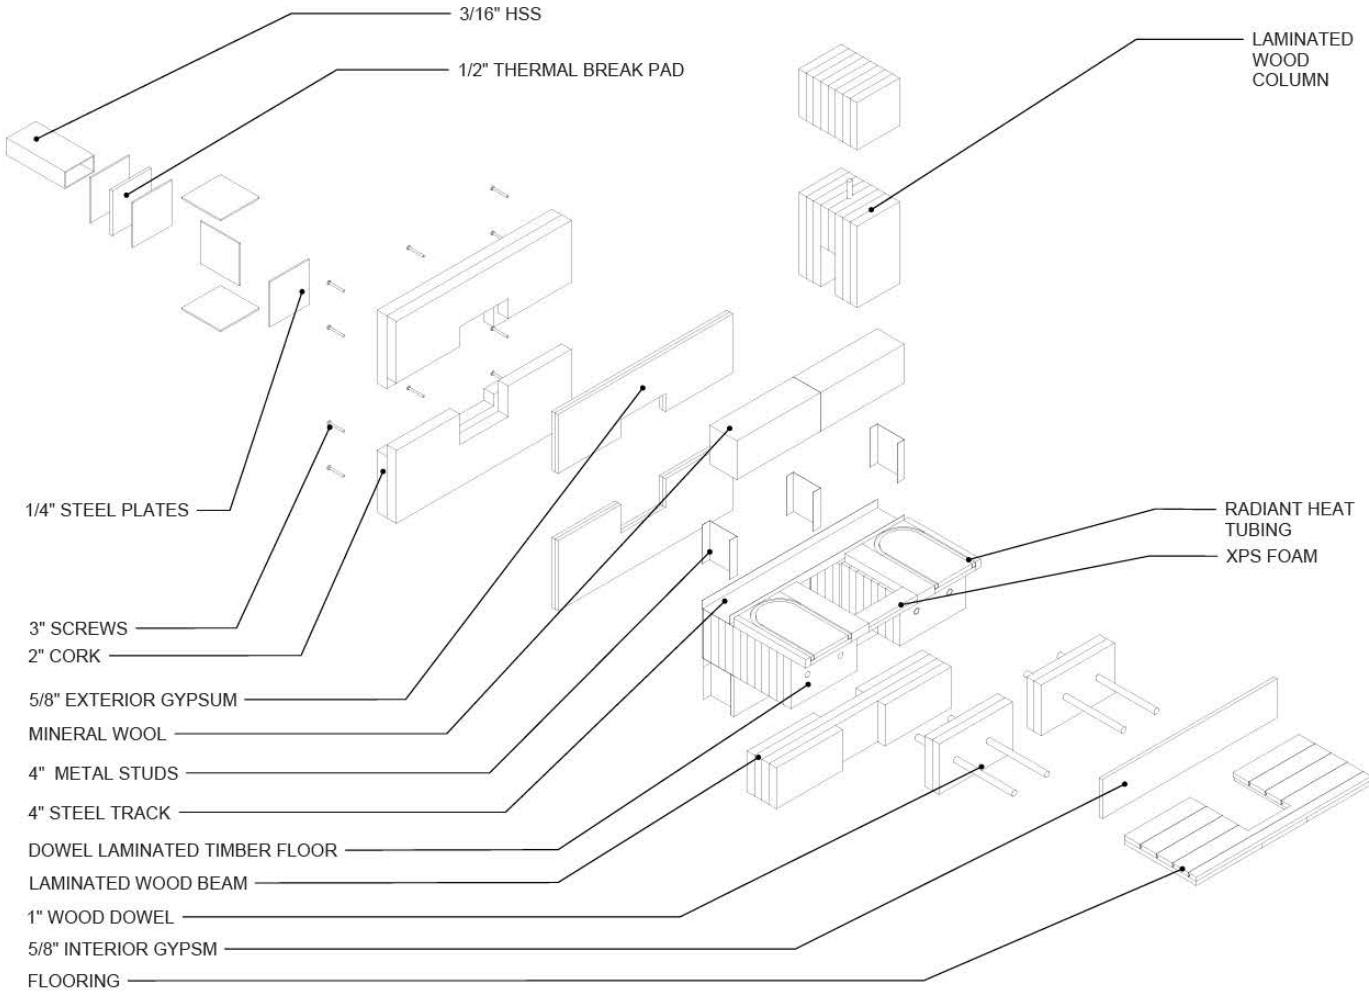 3/16" HSS
1/2" THERMAL BREAK PAD
LAMINATED
WOOD
COLUMN
1/4" STEEL PLATES
RADIANT HEAT
TUBING
XPS FOAM
3" SCREWS
2" CORK
5/8" EXTERIOR GYPSUM
MINERAL WOOL
4" METAL STUDS
4" STEEL TRACK
DOWEL LAMINATED TIMBER FLOOR
LAMINATED WOOD BEAM
1" WOOD DOWEL
5/8" INTERIOR GYPSM
FLOORING